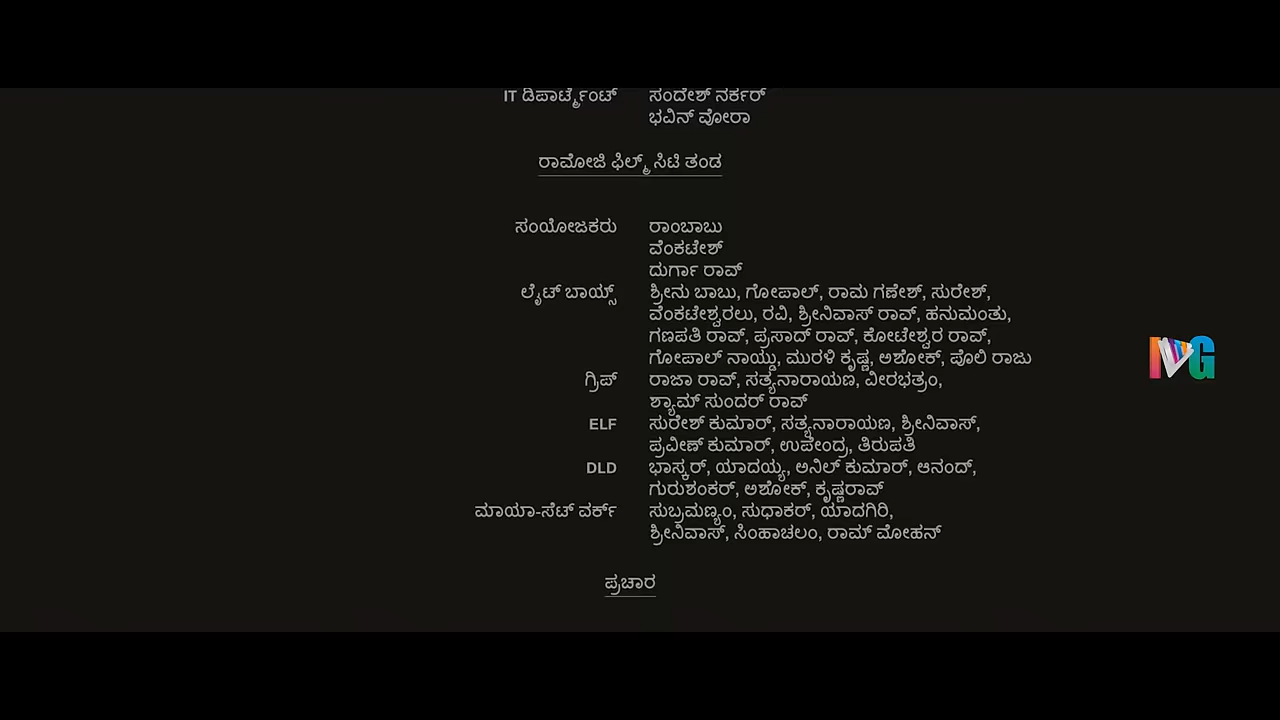 IT ಡಿಪಾರ್ಟ್ಮೆಂಟ್ ಸಂದೇಶ್ ನರ್ಕರ್
ಭವಿನ್ ವೋರಾ
ರಾಮೋಜಿ ಫಿಲ್ಮ್ ಸಿಟಿ ತಂಡ
ಸಂಯೋಜಕರು ರಾಂಬಾಬು
ವೆಂಕಟೇಶ್
ದುರ್ಗಾ ರಾವ್
ಲೈಟ್ ಬಾಯ್ಸ್ ಶ್ರೀನು ಬಾಬು, ಗೋಪಾಲ್, ರಾಮ ಗಣೇಶ್, ಸುರೇಶ್,
ವೆಂಕಟೇಶ್ವರಲು, ರವಿ, ಶ್ರೀನಿವಾಸ್ ರಾವ್, ಹನುಮಂತು,
ಗಣಪತಿ ರಾವ್, ಪ್ರಸಾದ್ ರಾವ್, ಕೋಟೇಶ್ವರ ರಾವ್,
ಗೋಪಾಲ್ ನಾಯ್ಡು, ಮುರಳಿ ಕೃಷ್ಣ, ಅಶೋಕ್, ಪೊಲಿ ರಾಜು
ಗ್ರಿಪ್ ರಾಜಾ ರಾವ್, ಸತ್ಯನಾರಾಯಣ, ವೀರಭತ್ರಂ,
ಶ್ಯಾಮ್ ಸುಂದರ್ ರಾವ್
ELF ಸುರೇಶ್ ಕುಮಾರ್, ಸತ್ಯನಾರಾಯಣ, ಶ್ರೀನಿವಾಸ್,
ಪ್ರವೀಣ್ ಕುಮಾರ್, ಉಪೇಂದ್ರ, ತಿರುಪತಿ
DLD ಭಾಸ್ಕರ್, ಯಾದಯ್ಯ, ಅನಿಲ್ ಕುಮಾರ್, ಆನಂದ್,
ಗುರುಶಂಕರ್, ಅಶೋಕ್, ಕೃಷ್ಣರಾವ್
ಮಾಯಾ-ಸೆಟ್ ವರ್ಕ್ ಸುಬ್ರಮಣ್ಯಂ, ಸುಧಾಕರ್, ಯಾದಗಿರಿ,
ಶ್ರೀನಿವಾಸ್, ಸಿಂಹಾಚಲಂ, ರಾಮ್ ಮೋಹನ್
ಪ್ರಚಾರ